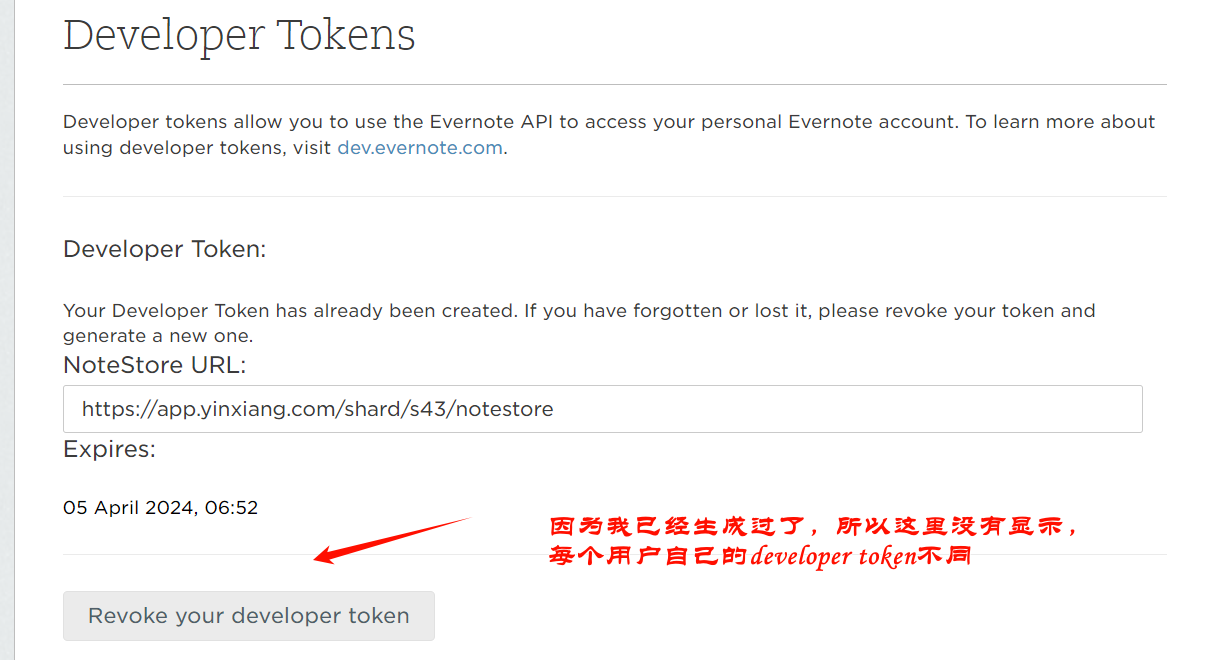 Developer Tokens
Developer tokens allow you to use the Evernote API to access your personal Evernote account. To learn more about
using developer tokens, visit dev.evernote.com.
Developer Token:
Your Developer Token has already been created. If you have forgotten or lost it, please revoke your token and
generate a new one.
NoteStore URL:
https://app.yinxiang.com/shard/s43/notestore
Expires:
05 April 2024, 06:52
因为我已经生成过了，所以这里没有显示，
每个用户自己的developer token不同
Revoke your developer token